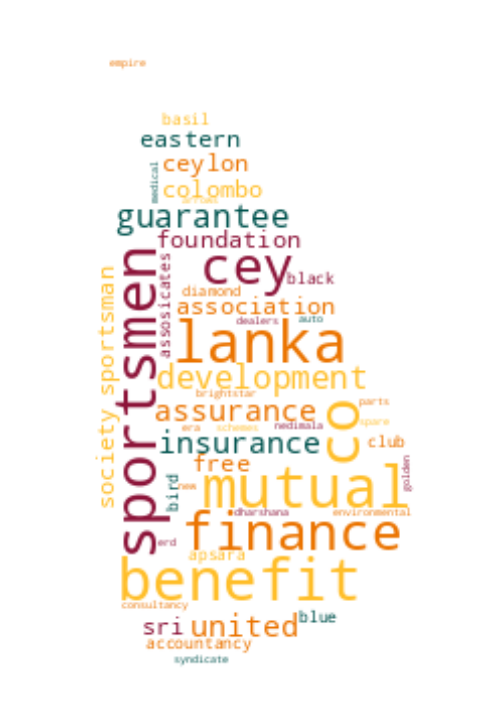 empire
basil
eastern
medical
ceylon
colombo
arrows
guarantee
foundation
sportsmen
cey
black
assosicates
society sportsman
diamond
association
dealers
auto
lanka
development
brightstar
parts
assurance
co
era
schemes
nedimala
spare
insurance
club
free
golden
bird
new
mutual
dharshana
environmental
finance
erd
apsara
benefit
consultancy
sri
united
blue
accountancy
syndicate